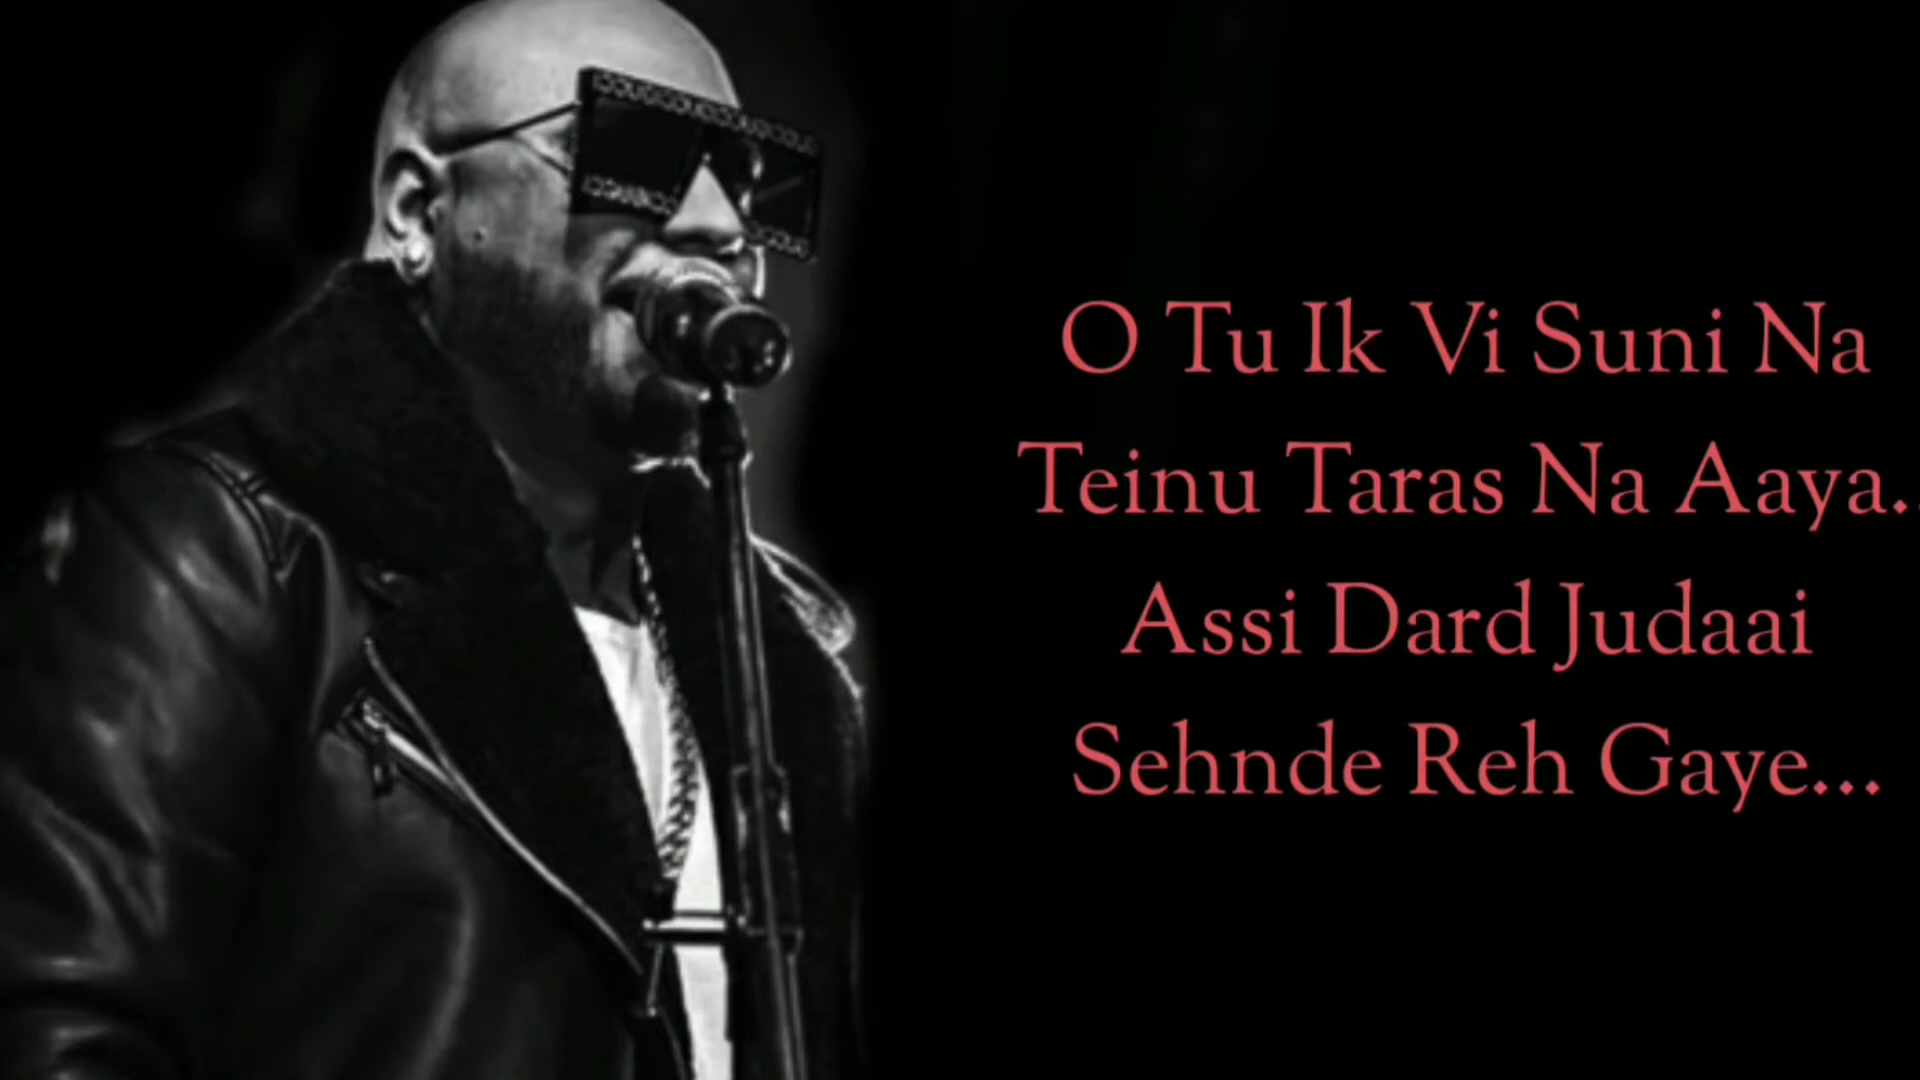 O Tu Ik Vi Suni Na
Teinu Taras Na Aaya..
Assi Dard Judaai
Sehnde Reh Gaye...